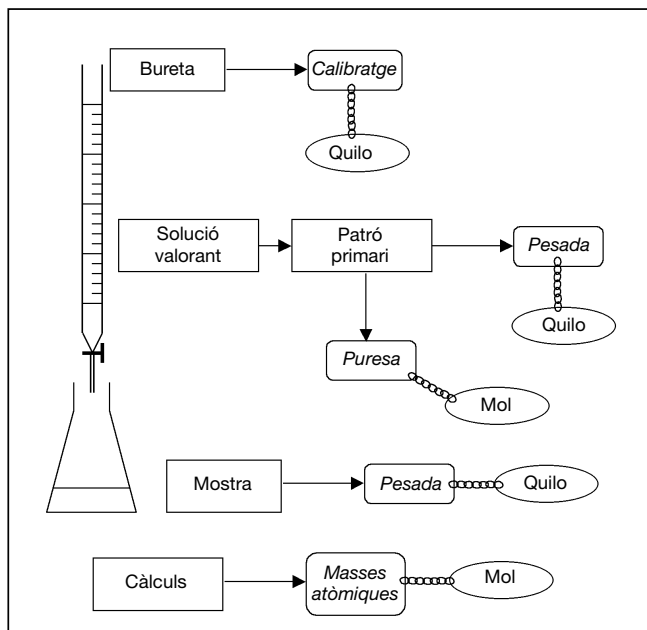 Bureta
Calibratge
Quilo
Solució
valorant
Patró
primari
Pesada
Quilo
Puresa
Mol
Mostra
Pesada
Quilo
Càlculs
Masses
atòmiques
Mol